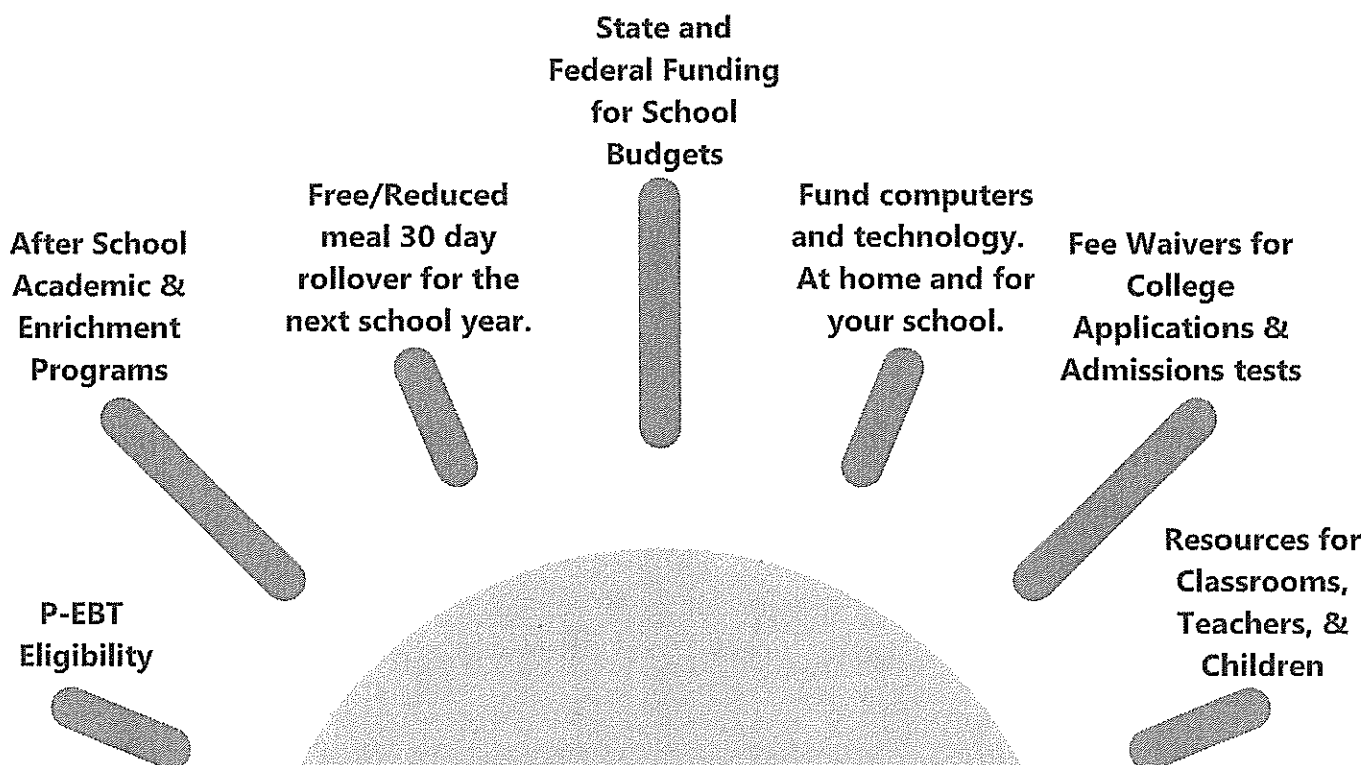 State and
Federal Funding
for School
Budgets
Free/Reduced
meal 30 day
rollover for the
next school year.
Fund computers
and technology.
At home and for
your school.
After School
Academic &
Enrichment
Programs
Fee Waivers for
College
Applications &
Admissions tests
P-EBT
Eligibility
Resources for
Classrooms,
Teachers, &
Children